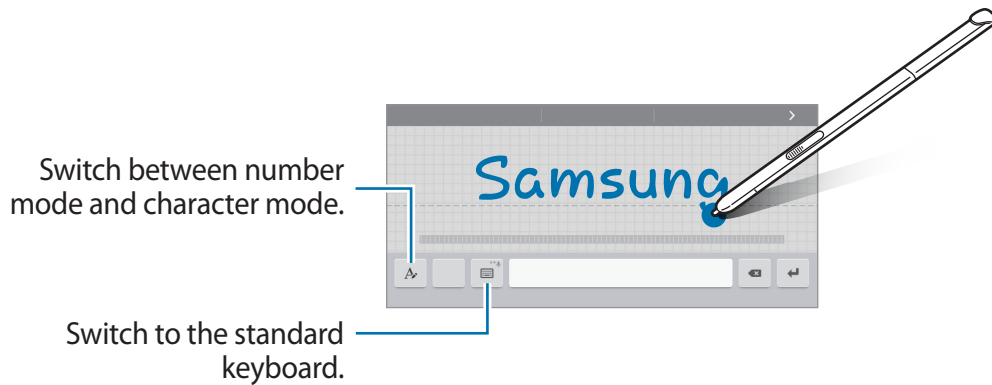 Samsung
Switch between number
mode and character mode.
A
Switch to the standard
keyboard.